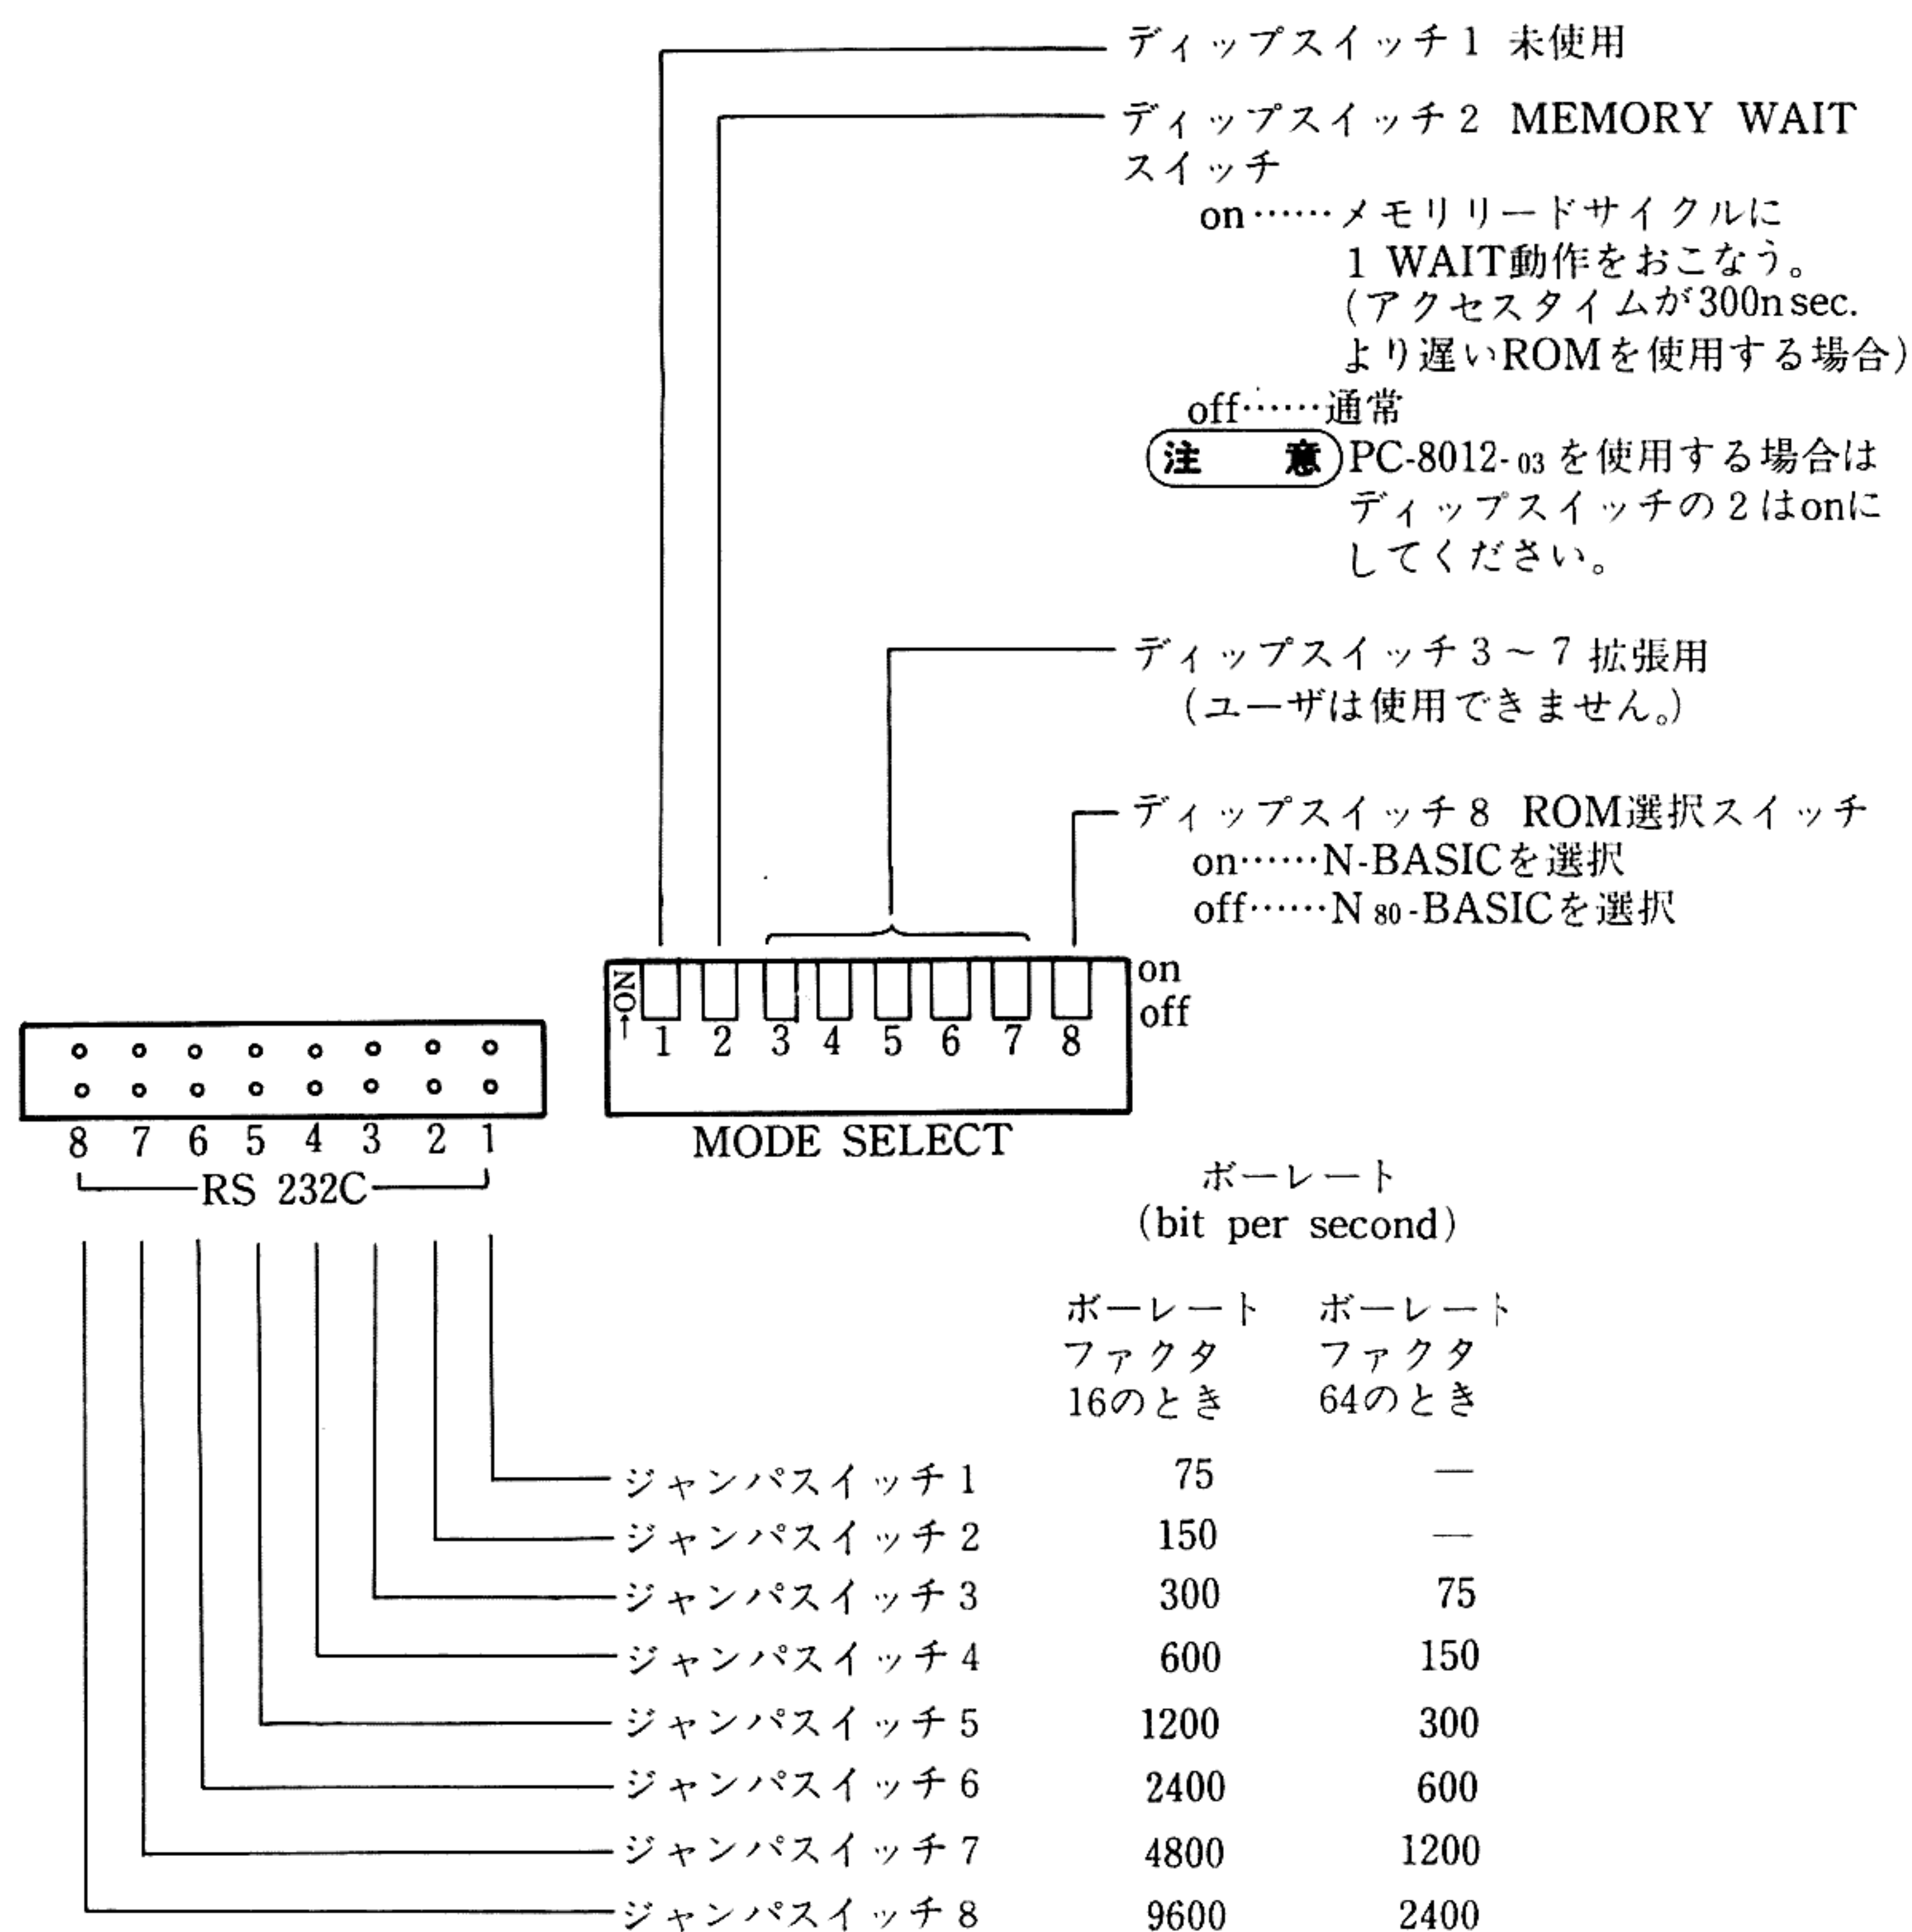 ディップスイッチ1 未使用
ディップスイッチ2 MEMORY WAIT
スイッチ
on……メモリリードサイクルに
1 WAIT動作をおこなう。
(アクセスタイムが300nsec.
より遅いROMを使用する場合)
off……通常
注 意 PC-8012-03を使用する場合は
ディップスイッチの2はonに
してください。
ディップスイッチ3～7拡張用
(ユーザは使用できません。)
ディップスイッチ8 ROM選択スイッチ
on……N-BASICを選択
off……N80-BASICを選択
→ON
on
off
1 2 3 4 5 6 7 8
MODE SELECT
8 7 6 5 4 3 2 1
RS 232C
ボーレート
(bit per second)
ボーレート ボーレート
ファクタ ファクタ
16のとき 64のとき
ジャンパスイッチ1 75 —
ジャンパスイッチ2 150 —
ジャンパスイッチ3 300 75
ジャンパスイッチ4 600 150
ジャンパスイッチ5 1200 300
ジャンパスイッチ6 2400 600
ジャンパスイッチ7 4800 1200
ジャンパスイッチ8 9600 2400